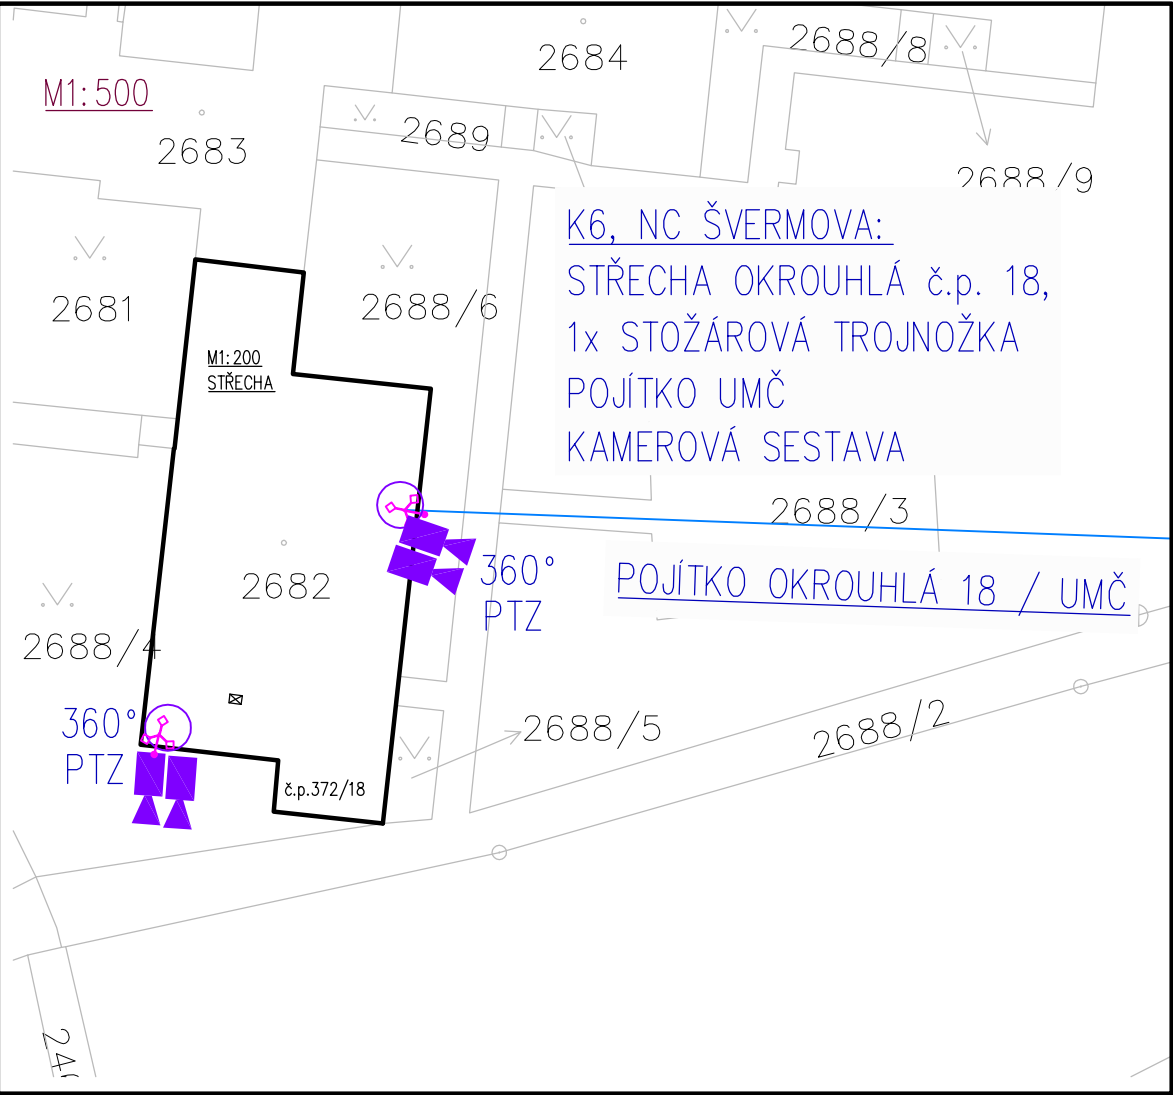 2684
2688/8
M1:500
2689
2683
2688/9
K6, NC ŠVERMOVA:
STŘECHA OKROUHLÁ č.p. 18,
1x STOŽÁROVÁ TROJNOŽKA
POJÍTKO UMČ
KAMEROVÁ SESTAVA
2681
2688/6
M1:200
STŘECHA
2688/3
360°
PTZ
POJÍTKO OKROUHLÁ 18 / UMČ
2682
2688/4
360°
PTZ
2688/5
2688/2
č.p.372/18